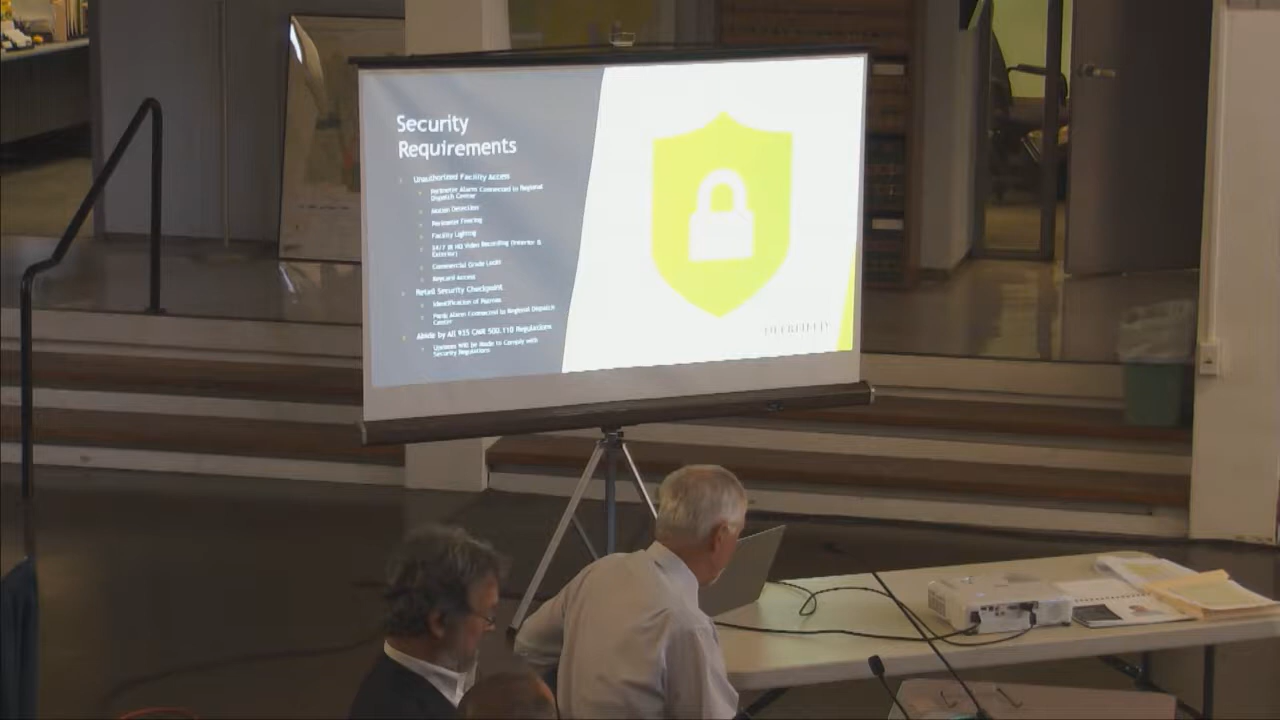 Security
Requirements
Unauthorized Facility Access
Perimeter Alarms Connected to Regional
Dispatch Center
Motion Detection
Perimeter Fencing
Facility Lighting
24/7 HD Video Recording (Interior &
Exterior)
Commercial Grade Locks
Keycard Access
Retail Security Checkpoint
Identification of Patrons
Panic Alarm Connected to Regional Dispatch
Center
Abide by All 935 CMR 500.110 Regulations
Updates Will be Made to Comply with
Security Regulations